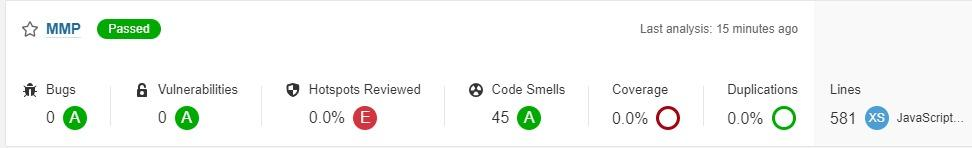 MMP Passed Last analysis: 15 minutes ago
Bugs Vulnerabilities Hotspots Reviewed Code Smells Coverage Duplications Lines
0 A 0 A 0.0% E 45 A 0.0% 0.0% 581 XS JavaScript...